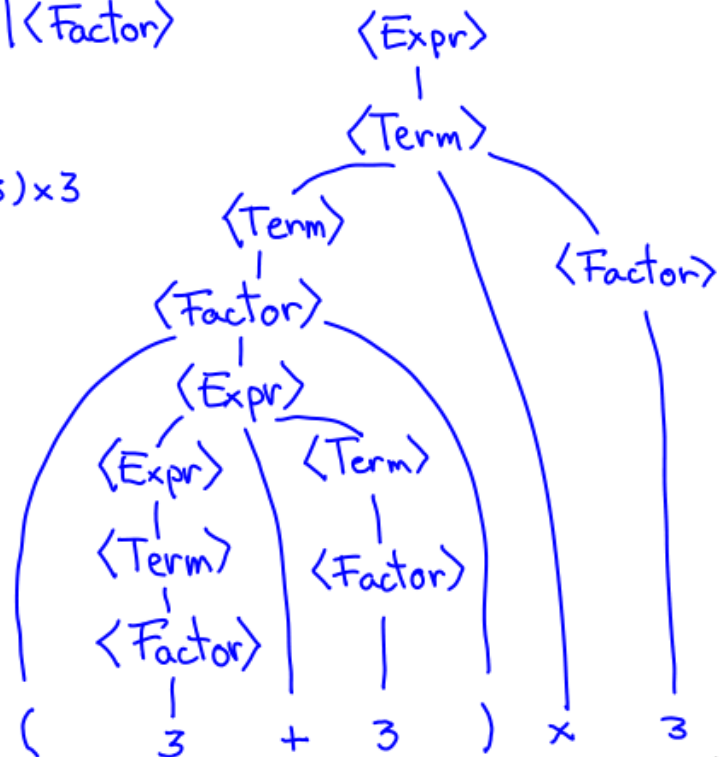 |⟨Factor⟩
⟨Expr⟩
⟨Term⟩
)×3
⟨Term⟩
⟨Factor⟩
⟨Factor⟩
⟨Expr⟩
⟨Expr⟩ ⟨Term⟩
⟨Term⟩ ⟨Factor⟩
⟨Factor⟩
( 3 + 3 ) × 3